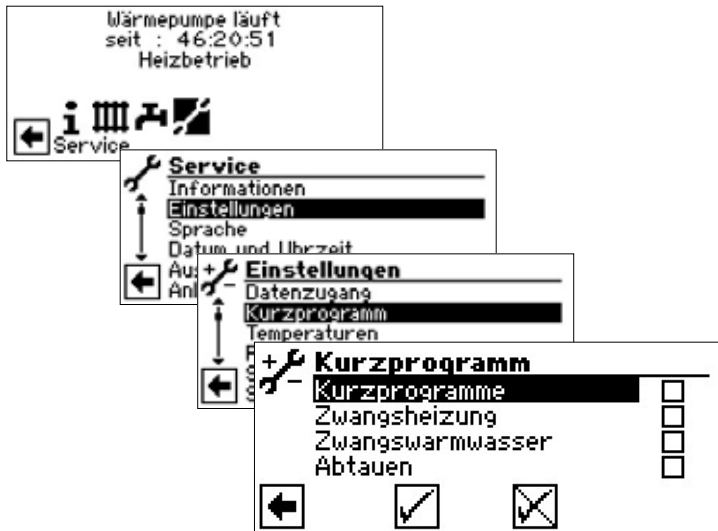 Wärmepumpe läuft
seit : 46:20:51
Heizbetrieb
Service
Service
Informationen
Einstellungen
Sprache
Datum und Uhrzeit
Einstellungen
Datenzugang
Kurzprogramm
Temperaturen
Kurzprogramm
Kurzprogramme
Zwangsheizung
Zwangswarmwasser
Abtauen